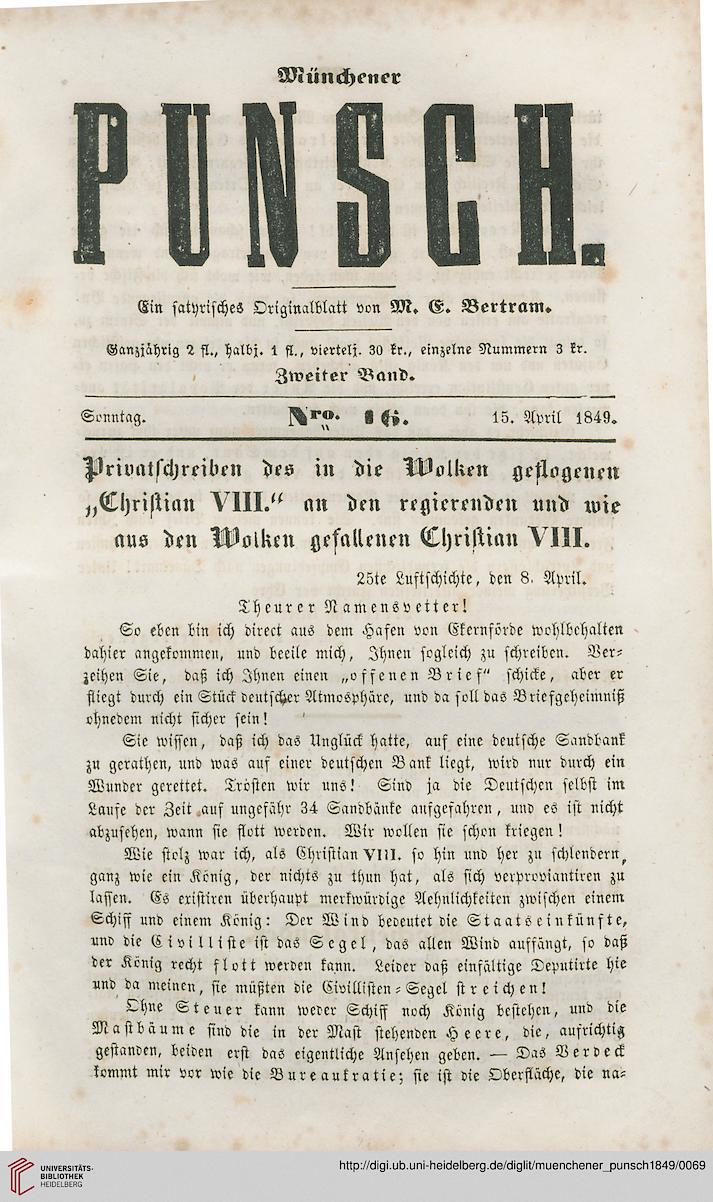 Münchener
PUNSCH.
Ein satyrisches Originalblatt von M. E. Bertram.
Ganzjährig 2 fl., halbj. 1 fl., viertelj. 30 kr., einzelne Nummern 3 kr.
Zweiter Band.
Sonntag. Nro. 16. 15. April 1849.
Privatschreiben des in die Wolken geflogenen
„Christian VIII.“ an den regierenden und wie
aus den Wolken gefallenen Christian VIII.
25te Luftschichte, den 8. April.
Theurer Namensvetter!
So eben bin ich direct aus dem Hafen von Ekernförde wohlbehalten
dahier angekommen, und beeile mich, Ihnen sogleich zu schreiben. Ver-
zeihen Sie, daß ich Ihnen einen „offenen Brief“ schicke, aber er
fliegt durch ein Stück deutscher Atmosphäre, und da soll das Briefgeheimniß
ohnedem nicht sicher sein!
Sie wissen, daß ich das Unglück hatte, auf eine deutsche Sandbank
zu gerathen, und was auf einer deutschen Bank liegt, wird nur durch ein
Wunder gerettet. Trösten wir uns! Sind ja die Deutschen selbst im
Laufe der Zeit auf ungefähr 34 Sandbänke aufgefahren, und es ist nicht
abzusehen, wann sie flott werden. Wir wollen sie schon kriegen!
Wie stolz war ich, als Christian VIII. so hin und her zu schlendern,
ganz wie ein König, der nichts zu thun hat, als sich verproviantiren zu
lassen. Es existiren überhaupt merkwürdige Aehnlichkeiten zwischen einem
Schiff und einem König: Der Wind bedeutet die Staatseinkünfte,
und die Civilliste ist das Segel, das allen Wind auffängt, so daß
der König recht flott werden kann. Leider daß einfältige Deputirte hie
und da meinen, sie müßten die Civillisten-Segel streichen!
Ohne Steuer kann weder Schiff noch König bestehen, und die
Mastbäume sind die in der Mast stehenden Heere, die, aufrichtig
gestanden, beiden erst das eigentliche Ansehen geben. — Das Verdeck
kommt mir vor wie die Bureaukratie; sie ist die Oberfläche, die na-
UNIVERSITÄTS-
BIBLIOTHEK
HEIDELBERG
http://digi.ub.uni-heidelberg.de/diglit/muenchener_punsch1849/0069